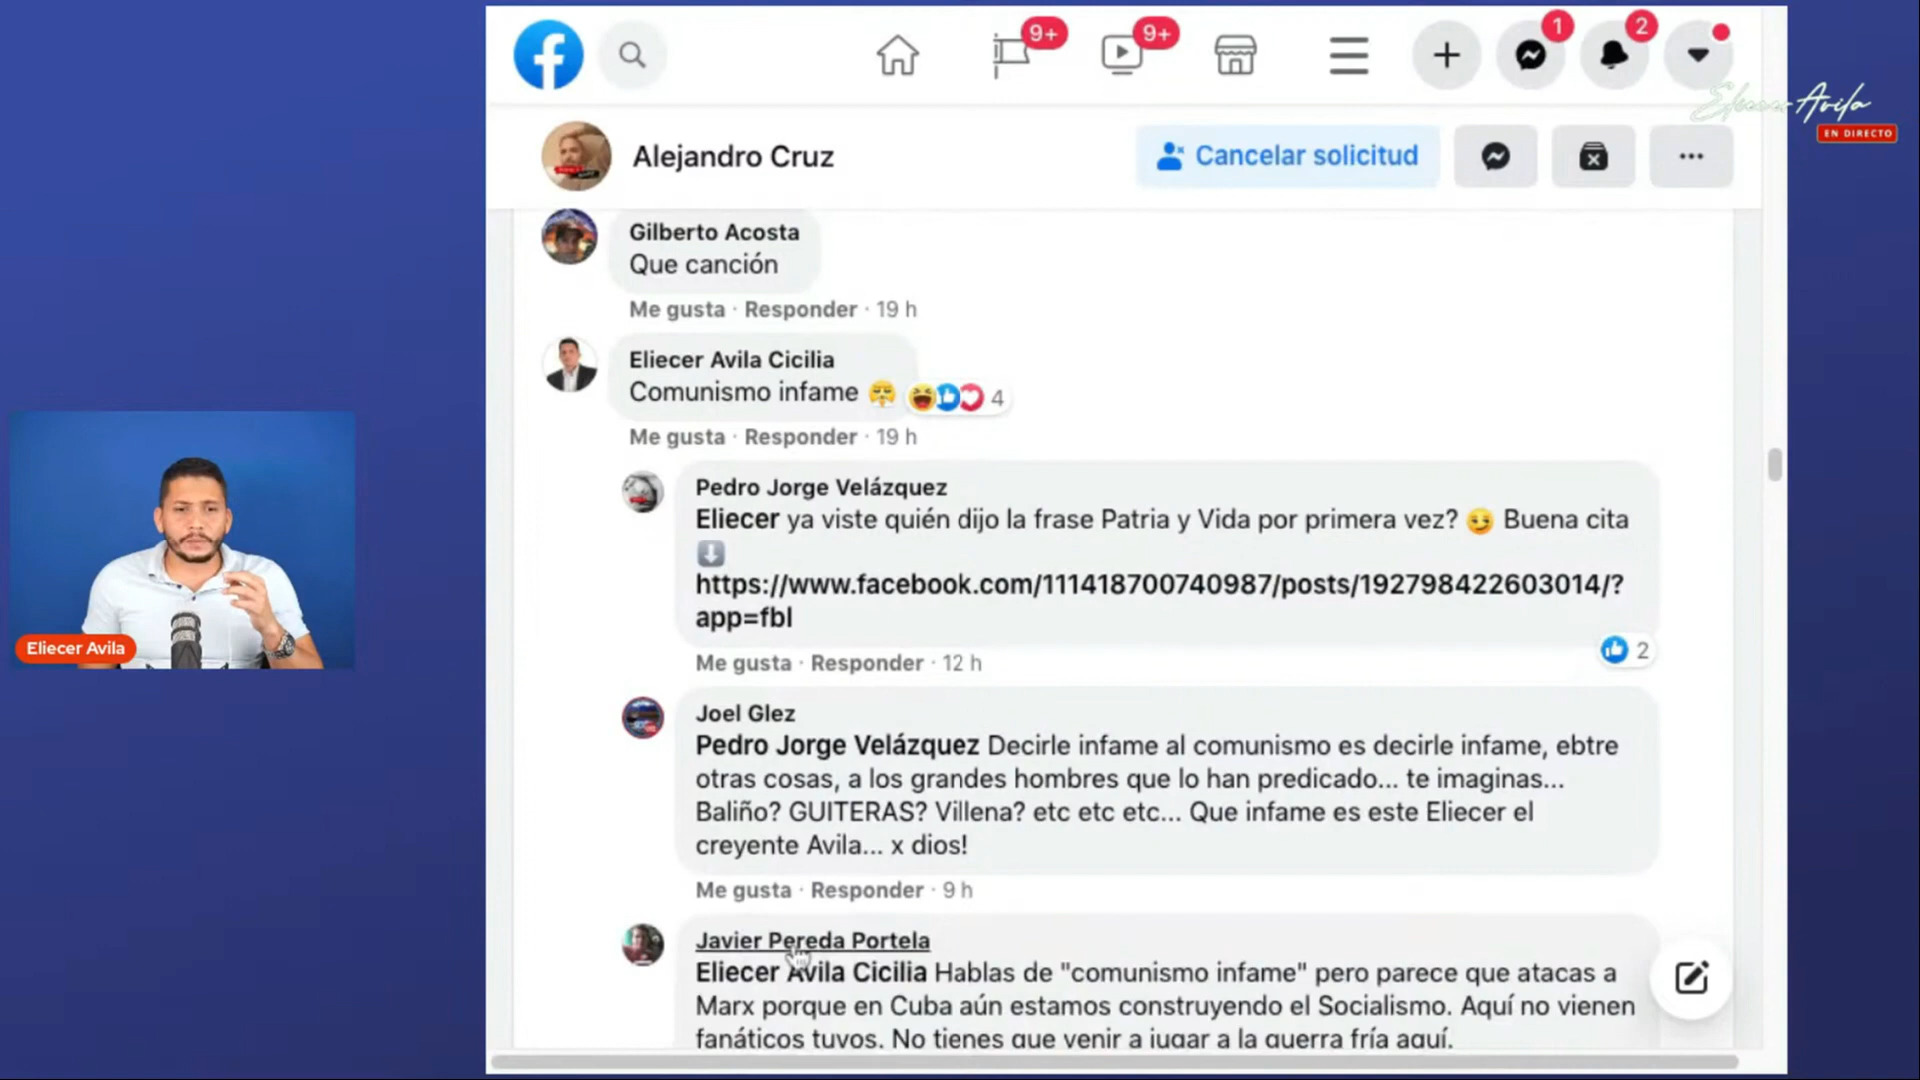 9+
9+
1
2
Eliecer Avila
EN DIRECTO
Alejandro Cruz
Cancelar solicitud
Gilberto Acosta
Que canción
Me gusta · Responder · 19 h
Eliecer Avila Cicilia
Comunismo infame
4
Me gusta · Responder · 19 h
Pedro Jorge Velázquez
Eliecer ya viste quién dijo la frase Patria y Vida por primera vez? Buena cita
https://www.facebook.com/111418700740987/posts/192798422603014/?
app=fbl
2
Me gusta · Responder · 12 h
Joel Glez
Pedro Jorge Velázquez Decirle infame al comunismo es decirle infame, ebtre
otras cosas, a los grandes hombres que lo han predicado... te imaginas...
Baliño? GUITERAS? Villena? etc etc etc... Que infame es este Eliecer el
creyente Avila... x dios!
Me gusta · Responder · 9 h
Javier Pereda Portela
Eliecer Avila Cicilia Hablas de "comunismo infame" pero parece que atacas a
Marx porque en Cuba aún estamos construyendo el Socialismo. Aquí no vienen
fanáticos tuyos. No tienes que venir a jugar a la guerra fría aquí.
Eliecer Avila